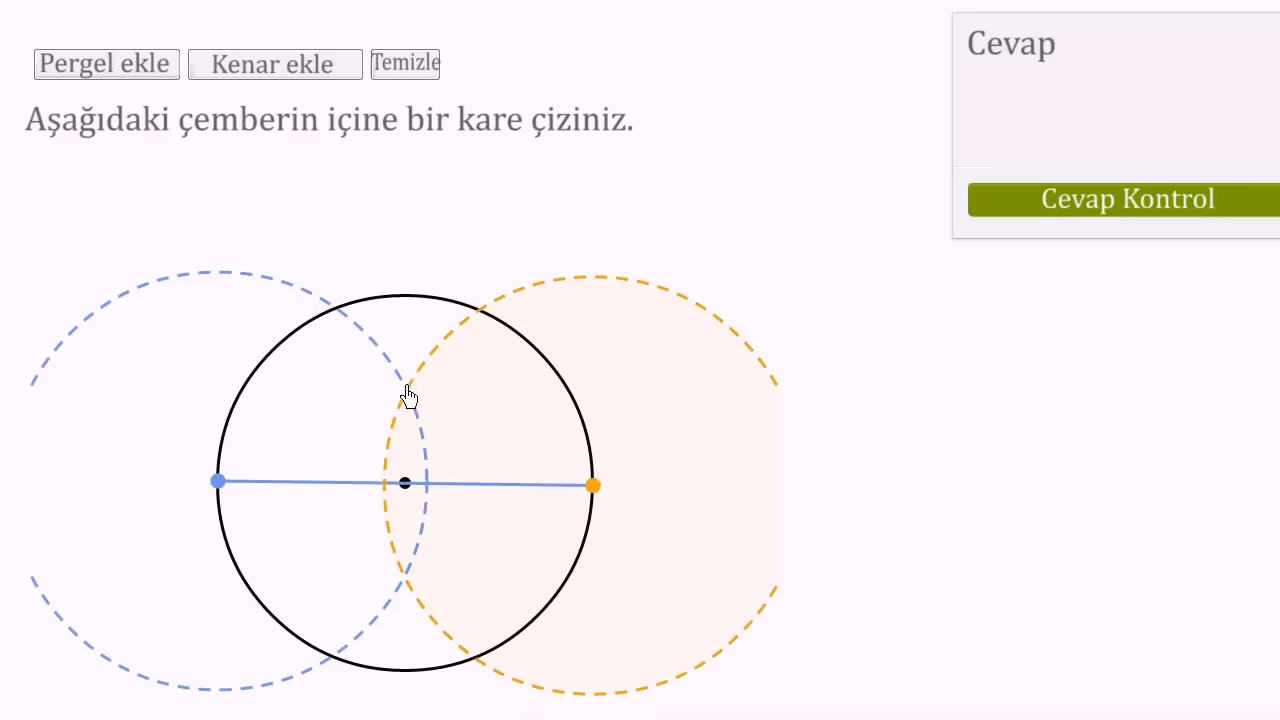 Pergel ekle Kenar ekle Temizle
Aşağıdaki çemberin içine bir kare çiziniz.
Cevap
Cevap Kontrol